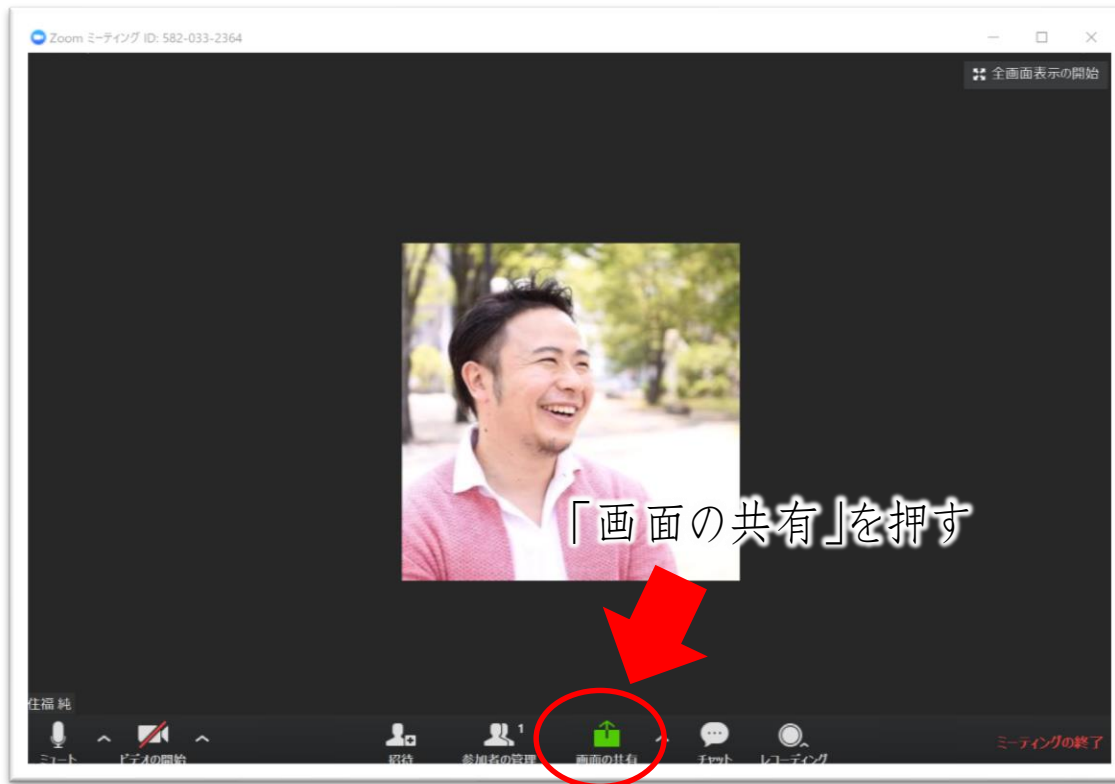 Zoom ミーティング ID: 582-033-2364
全画面表示の開始
「画面の共有」を押す
住福 純
ミュート
ビデオの開始
招待
参加者の管理
1
画面の共有
チャット
レコーディング
ミーティングの終了